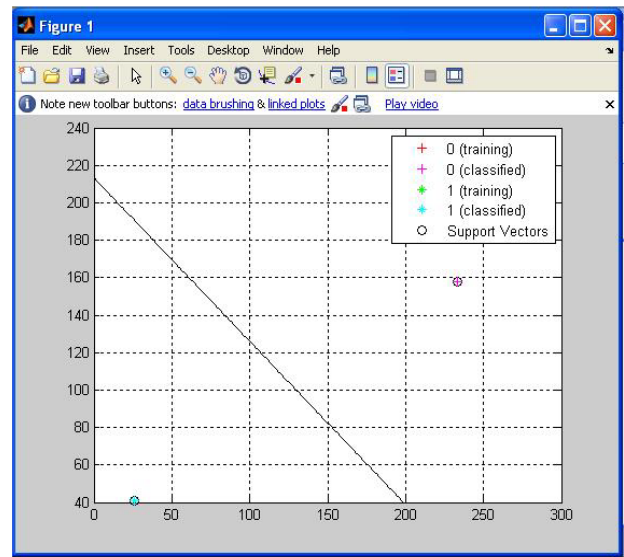 Figure 1
File Edit View Insert Tools Desktop Window Help
Note new toolbar buttons: data brushing & linked plots Play video
240
220
200
180
160
140
120
100
80
60
40
0 50 100 150 200 250 300
0 (training)
0 (classified)
1 (training)
1 (classified)
Support Vectors